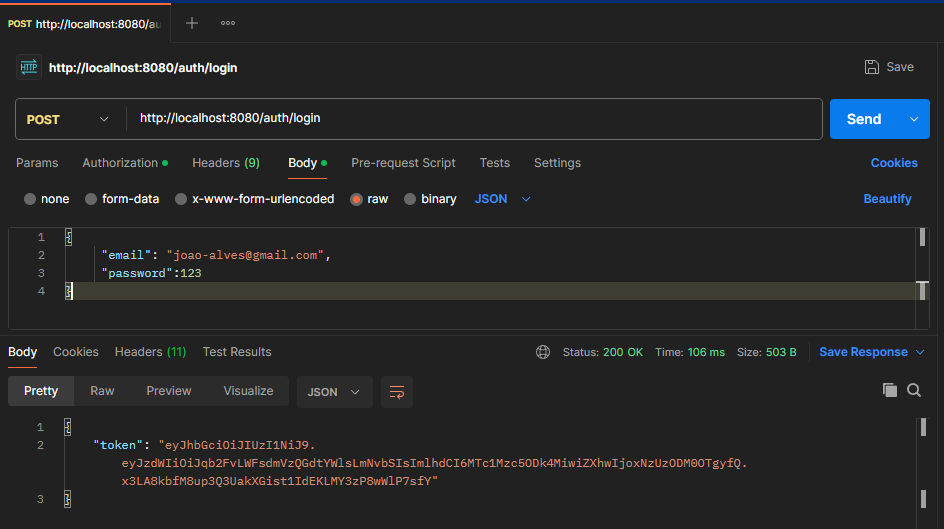 POST http://localhost:8080/au
http://localhost:8080/auth/login
Save
POST http://localhost:8080/auth/login Send
Params Authorization Headers (9) Body Pre-request Script Tests Settings Cookies
none form-data x-www-form-urlencoded raw binary JSON Beautify
1 {
2 "email": "joao-alves@gmail.com",
3 "password":123
4 }
Body Cookies Headers (11) Test Results Status: 200 OK Time: 106 ms Size: 503 B Save Response
Pretty Raw Preview Visualize JSON
1 {
2 "token": "eyJhbGciOiJIUzI1NiJ9.
eyJzdWIiOiJqb2FvLWFsdmVzQGdtYWlsLmNvbSIsImlhdCI6MTc1Mzc5ODk4MiwiZXhwIjoxNzUzODM0OTgyfQ.
x3LA8kbfM8up3Q3UakXGist1IdEKLMY3zP8wWlP7sfY"
3 }